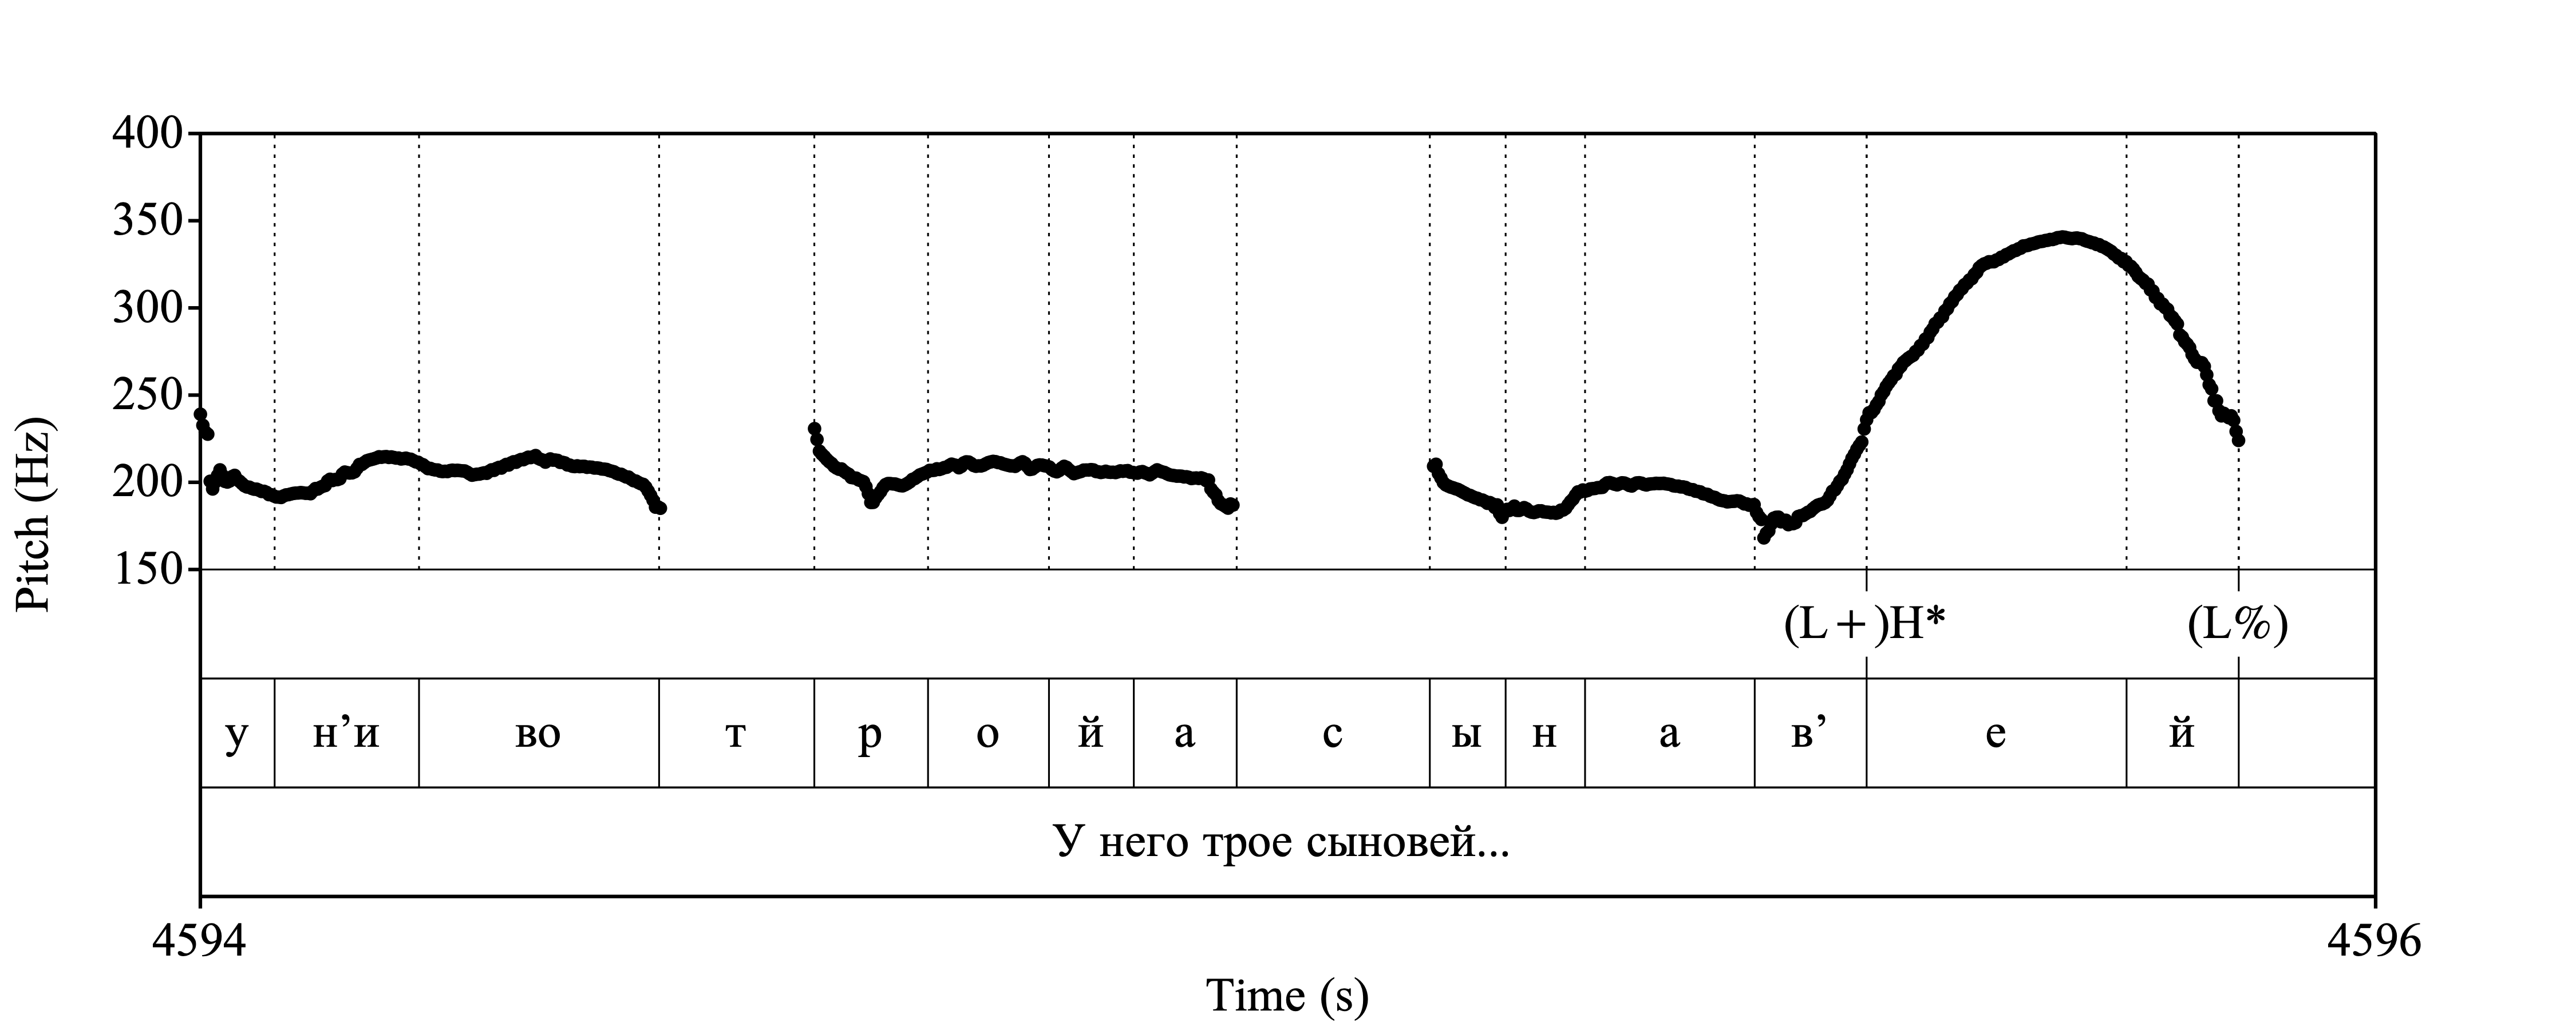 400
350
300
250
200
150
Pitch (Hz)
(L+)H* (L%)
у н’и во т р о й а с ы н а в’ е й
У него трое сыновей...
4594 4596
Time (s)